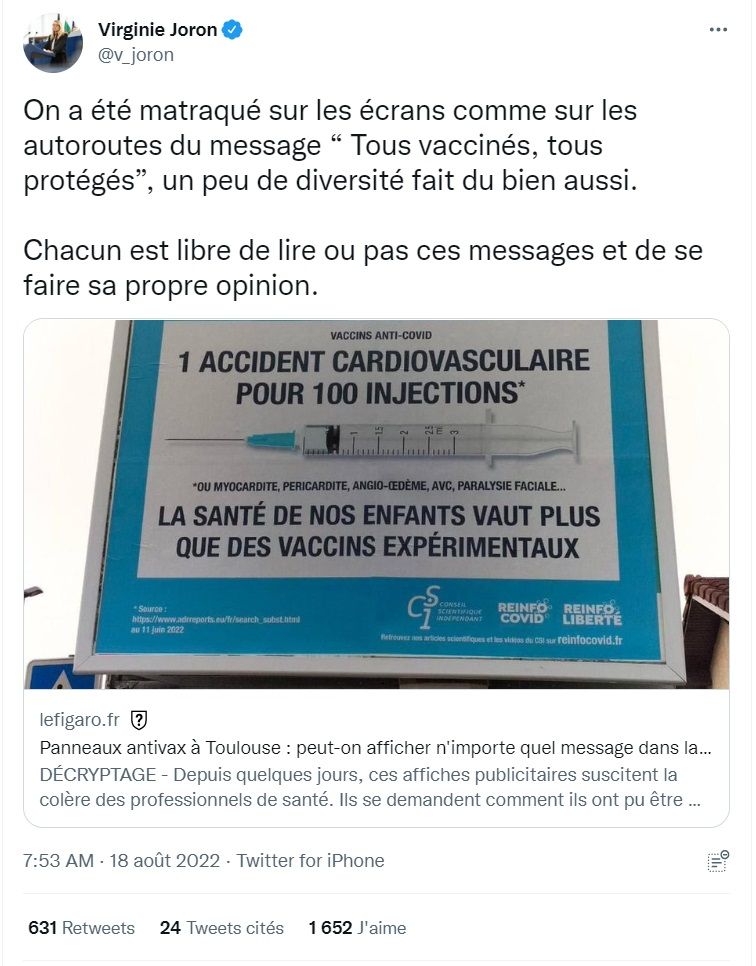 Virginie Joron
@v_joron
On a été matraqué sur les écrans comme sur les
autoroutes du message “ Tous vaccinés, tous
protégés”, un peu de diversité fait du bien aussi.
Chacun est libre de lire ou pas ces messages et de se
faire sa propre opinion.
VACCINS ANTI-COVID
1 ACCIDENT CARDIOVASCULAIRE
POUR 100 INJECTIONS*
1 15 2 25 ml 3
*OU MYOCARDITE, PERICARDITE, ANGIO-ŒDÈME, AVC, PARALYSIE FACIALE...
LA SANTÉ DE NOS ENFANTS VAUT PLUS
QUE DES VACCINS EXPÉRIMENTAUX
* Source :
https://www.adrreports.eu/fr/search_subst.html
au 11 juin 2022
CSI
CONSEIL
SCIENTIFIQUE
INDÉPENDANT
REINFO
COVID
REINFO
LIBERTÉ
Retrouvez nos articles scientifiques et les vidéos du CSI sur reinfocovid.fr
lefigaro.fr
Panneaux antivax à Toulouse : peut-on afficher n'importe quel message dans la...
DÉCRYPTAGE - Depuis quelques jours, ces affiches publicitaires suscitent la
colère des professionnels de santé. Ils se demandent comment ils ont pu être ...
7:53 AM · 18 août 2022 · Twitter for iPhone
631 Retweets 24 Tweets cités 1 652 J'aime